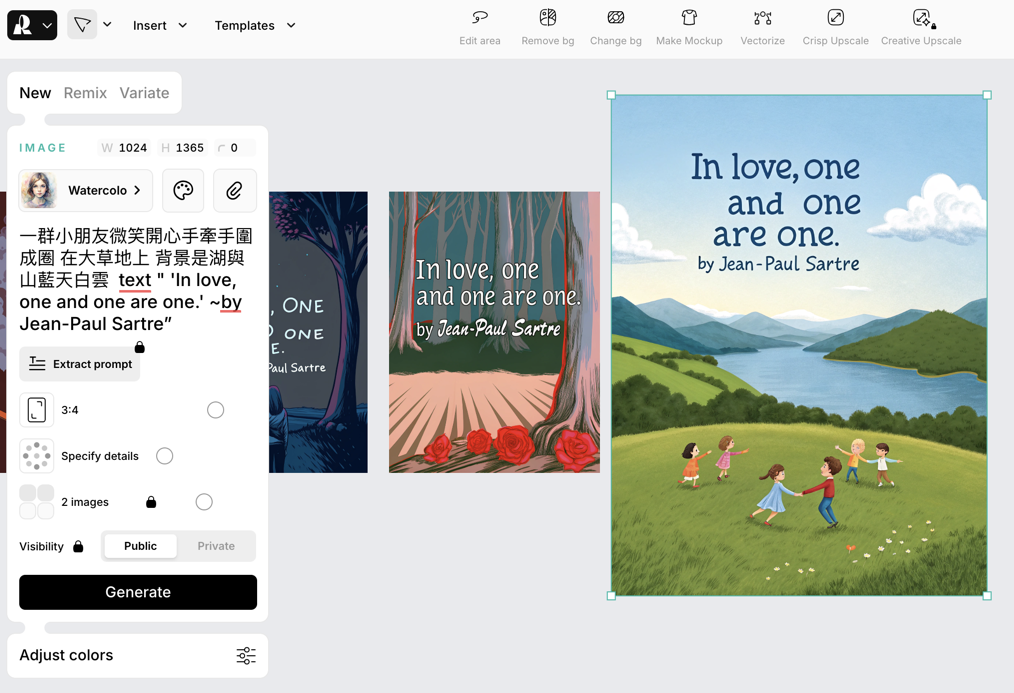 Insert
Templates
Edit area
Remove bg
Change bg
Make Mockup
Vectorize
Crisp Upscale
Creative Upscale
New Remix Variate
IMAGE W 1024 H 1365 0
Watercolo
一群小朋友微笑開心手牽手圍
成圈 在大草地上 背景是湖與
山藍天白雲 text " 'In love,
one and one are one.' ~by
Jean-Paul Sartre”
Extract prompt
3:4
Specify details
2 images
Visibility Public Private
Generate
Adjust colors
, ONE
ONE
E.
Paul Sartre
In love, one
and one are one.
by Jean-Paul Sartre
In love, one
and one
are one.
by Jean-Paul Sartre